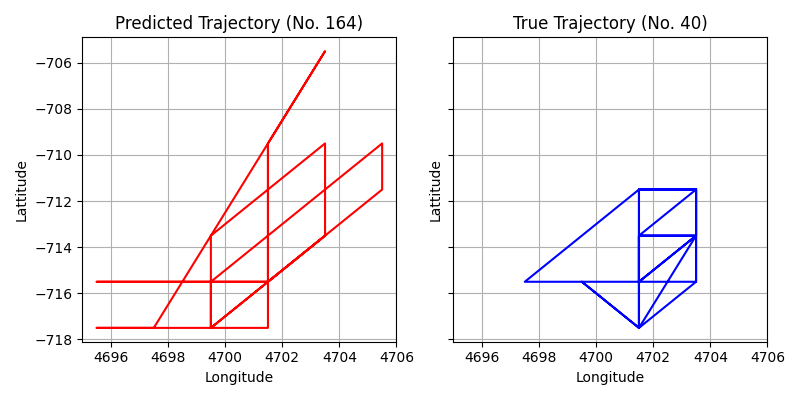 Predicted Trajectory (No. 164)
−706
−708
−710
−712
−714
−716
−718
Lattitude
4696 4698 4700 4702 4704 4706
Longitude
True Trajectory (No. 40)
Lattitude
4696 4698 4700 4702 4704 4706
Longitude